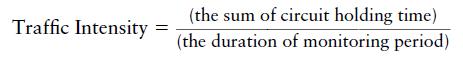 Traffic Intensity = (the sum of circuit holding time)
(the duration of monitoring period)